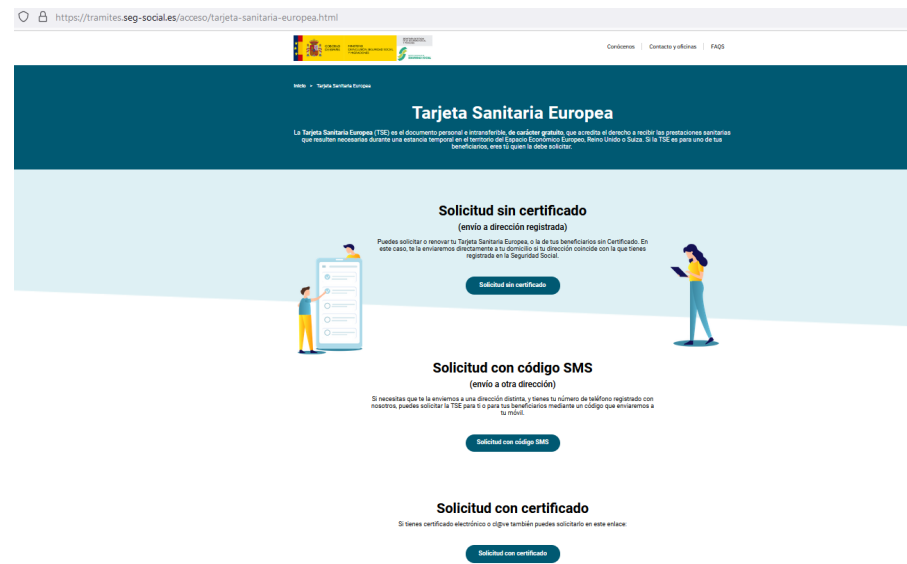 https://tramites.seg-social.es/acceso/tarjeta-sanitaria-europea.html
Conócenos
Contacto y oficinas
FAQS
Inicio
Tarjeta Sanitaria Europea
Tarjeta Sanitaria Europea
La Tarjeta Sanitaria Europea (TSE) es el documento personal e intransferible, de carácter gratuito, que acredita el derecho a recibir las prestaciones sanitarias
que resulten necesarias durante una estancia temporal en el territorio del Espacio Económico Europeo, Reino Unido o Suiza. Si la TSE es para uno de tus
beneficiarios, eres tú quien la debe solicitar.
Solicitud sin certificado
(envío a dirección registrada)
Puedes solicitar o renovar tu Tarjeta Sanitaria Europea, o la de tus beneficiarios sin Certificado. En
este caso, te la enviaremos directamente a tu domicilio si tu dirección coincide con la que tienes
registrada en la Seguridad Social.
Solicitud sin certificado
Solicitud con código SMS
(envío a otra dirección)
Si necesitas que te la enviemos a una dirección distinta, y tienes tu número de teléfono registrado con
nosotros, puedes solicitar la TSE para ti o para tus beneficiarios mediante un código que enviaremos a
tu móvil.
Solicitud con código SMS
Solicitud con certificado
Si tienes certificado electrónico o cl@ve también puedes solicitarlo en este enlace:
Solicitud con certificado